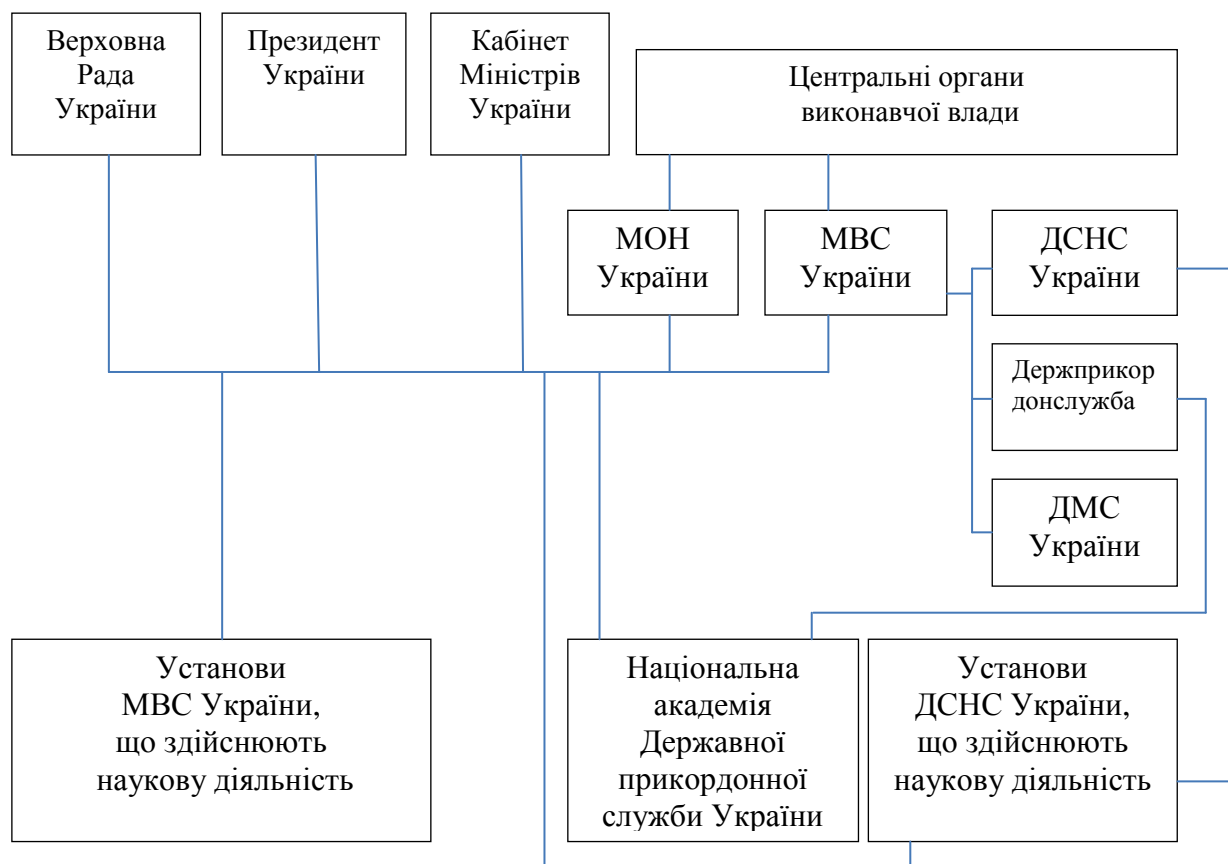 Верховна
Рада
України
Президент
України
Кабінет
Міністрів
України
Центральні органи
виконавчої влади
МОН
України
МВС
України
ДСНС
України
Держприкор
донслужба
ДМС
України
Установи
МВС України,
що здійснюють
наукову діяльність
Національна
академія
Державної
прикордонної
служби України
Установи
ДСНС України,
що здійснюють
наукову діяльність